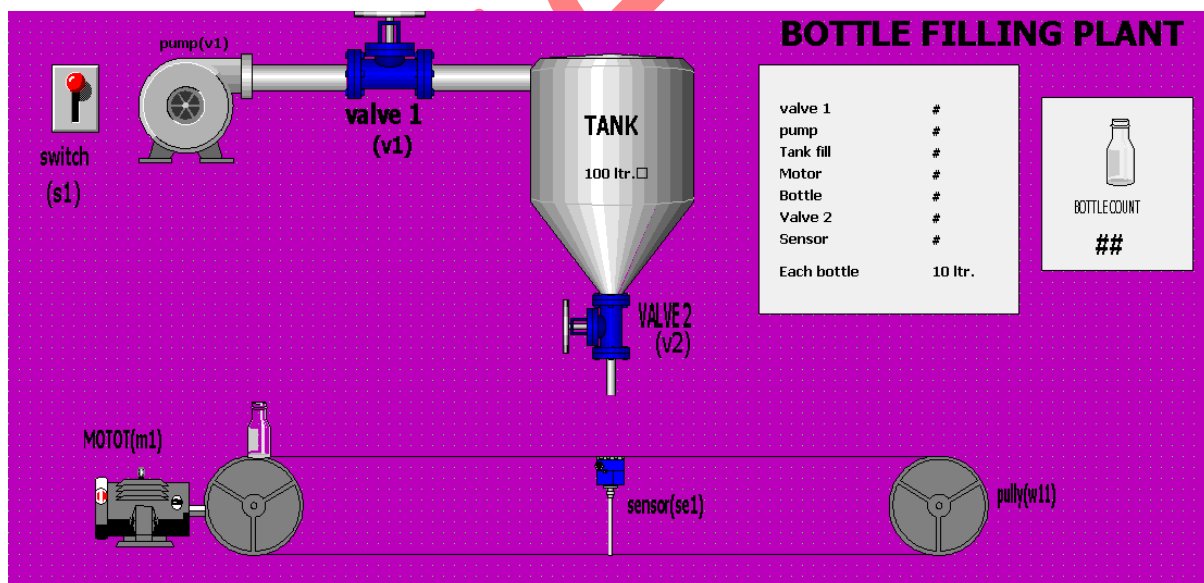 BOTTLE FILLING PLANT
pump(v1)
switch
(s1)
valve 1
(v1)
TANK
100 ltr.□
valve 1 #
pump #
Tank fill #
Motor #
Bottle #
Valve 2 #
Sensor #
Each bottle 10 ltr.
BOTTLE COUNT
##
VALVE 2
(v2)
MOTOT(m1)
sensor(se1)
pully(w11)